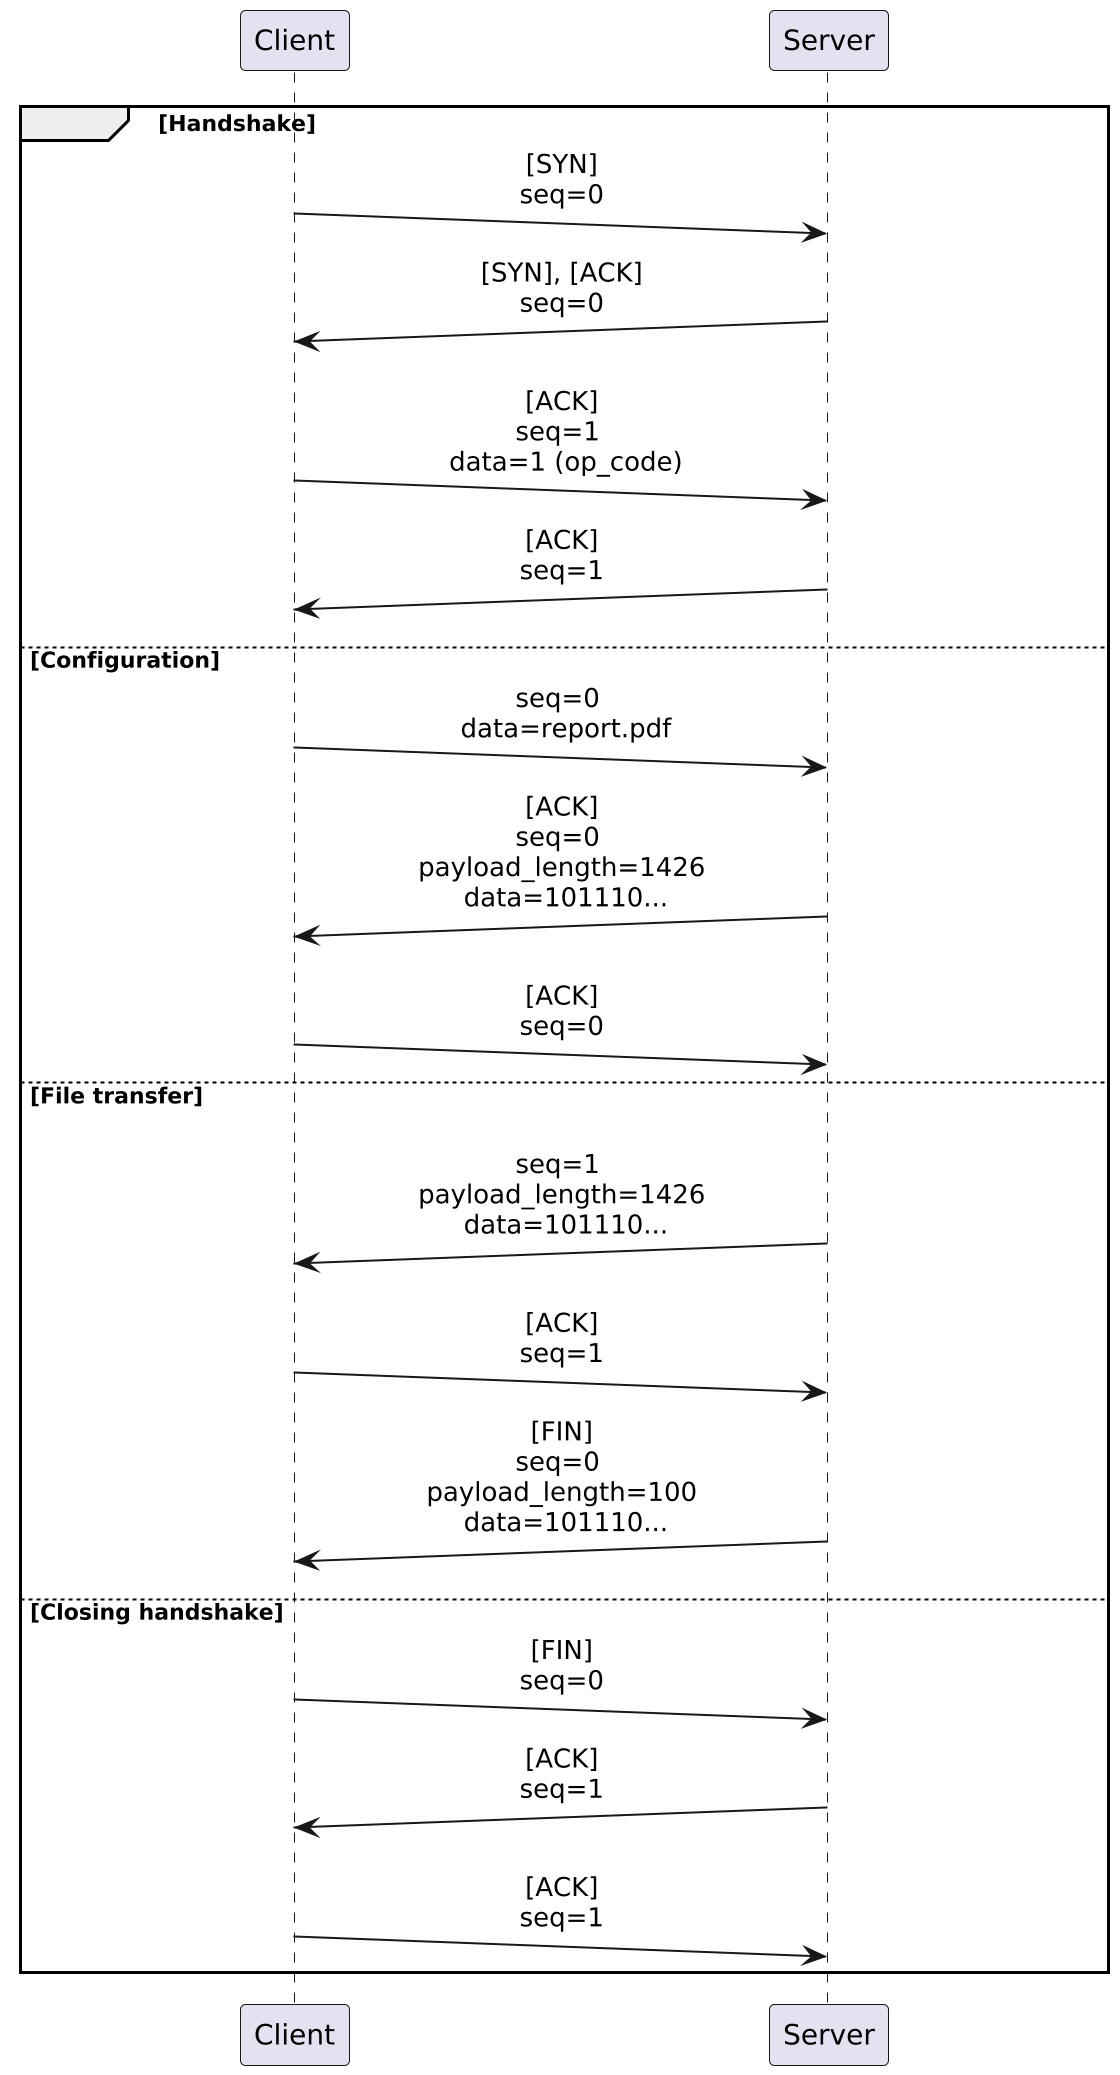 Client
Server
[Handshake]
[SYN]
seq=0
[SYN], [ACK]
seq=0
[ACK]
seq=1
data=1 (op_code)
[ACK]
seq=1
[Configuration]
seq=0
data=report.pdf
[ACK]
seq=0
payload_length=1426
data=101110...
[ACK]
seq=0
[File transfer]
seq=1
payload_length=1426
data=101110...
[ACK]
seq=1
[FIN]
seq=0
payload_length=100
data=101110...
[Closing handshake]
[FIN]
seq=0
[ACK]
seq=1
[ACK]
seq=1
Client
Server